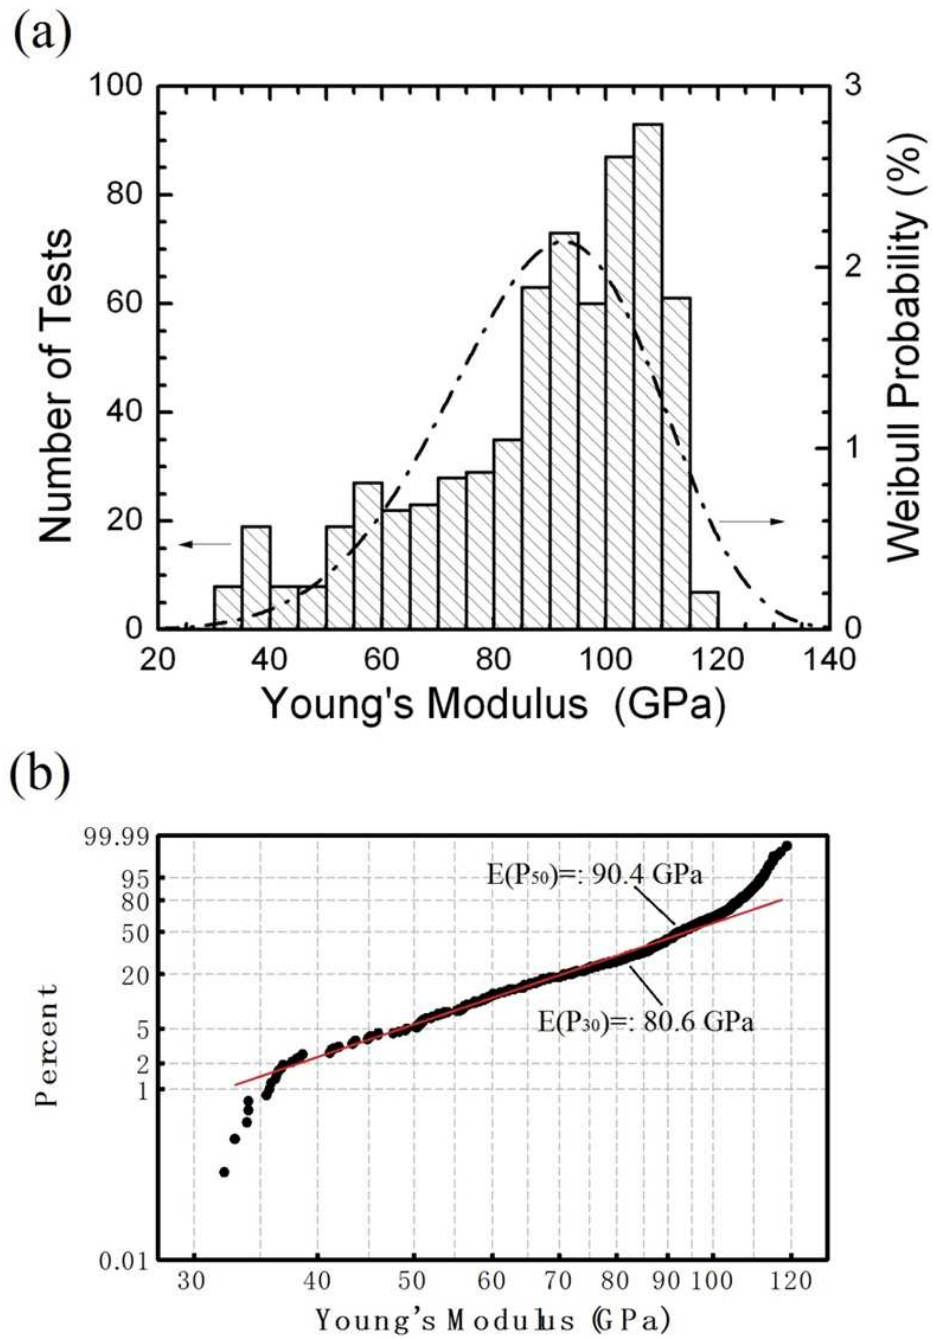 (a)
100
80
60
40
20
0
Number of Tests
3
2
1
0
Weibull Probability (%)
20 40 60 80 100 120 140
Young's Modulus (GPa)
(b)
99.99
95
80
50
20
5
2
1
0.01
Percent
E(P50)=: 90.4 GPa
E(P30)=: 80.6 GPa
30 40 50 60 70 80 90 100 120
Young's Modulus (GPa)